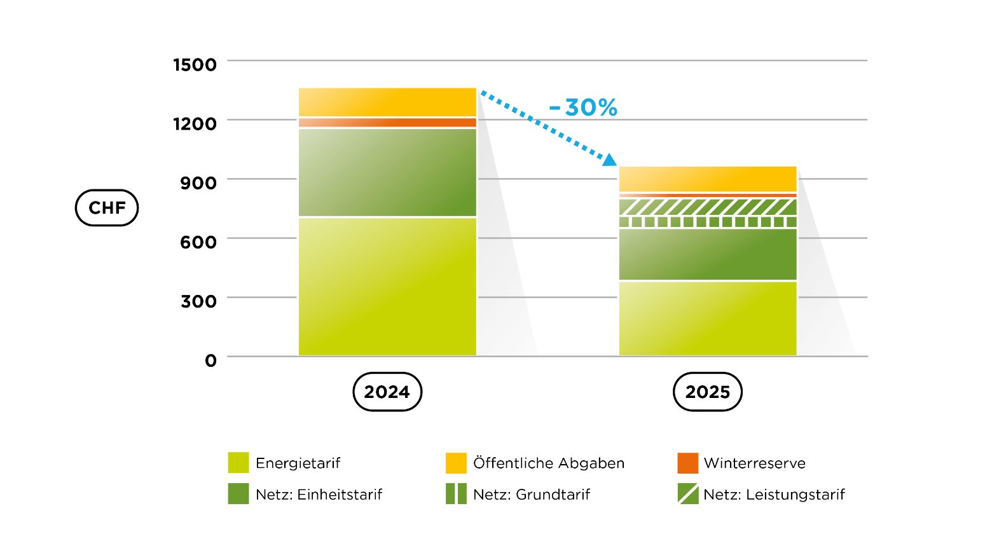 1500
1200
900
600
300
0
CHF
–30%
2024
2025
Energietarif
Öffentliche Abgaben
Winterreserve
Netz: Einheitstarif
Netz: Grundtarif
Netz: Leistungstarif